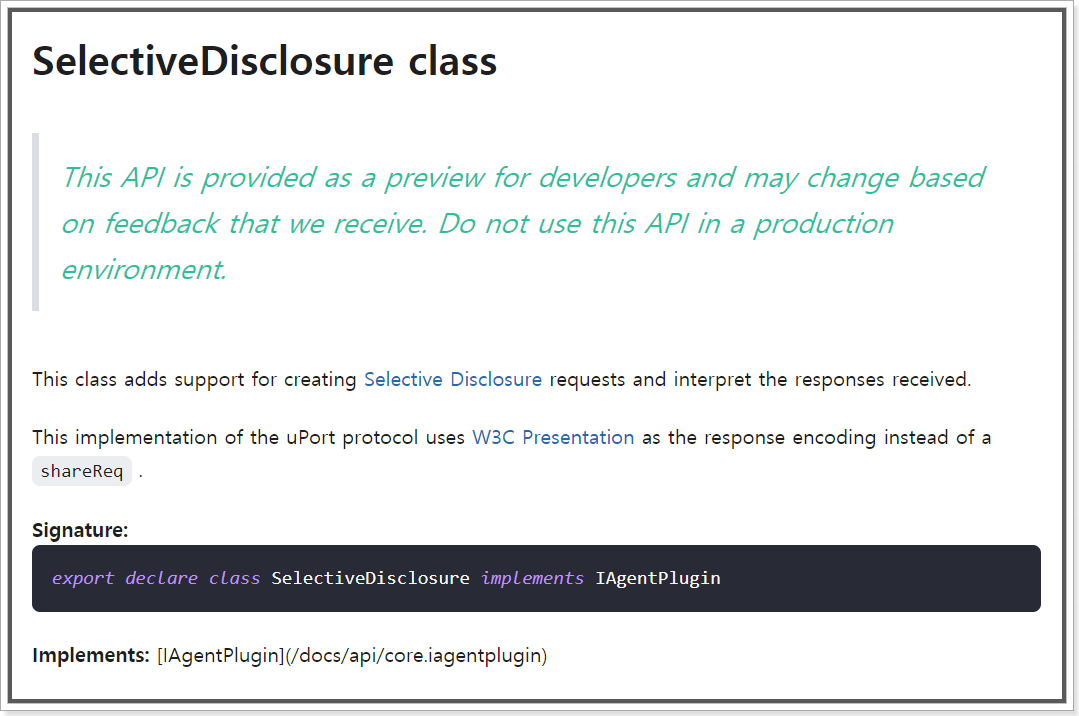 SelectiveDisclosure class
This API is provided as a preview for developers and may change based
on feedback that we receive. Do not use this API in a production
environment.
This class adds support for creating Selective Disclosure requests and interpret the responses received.
This implementation of the uPort protocol uses W3C Presentation as the response encoding instead of a
shareReq .
Signature:
export declare class SelectiveDisclosure implements IAgentPlugin
Implements: [IAgentPlugin](/docs/api/core.iagentplugin)